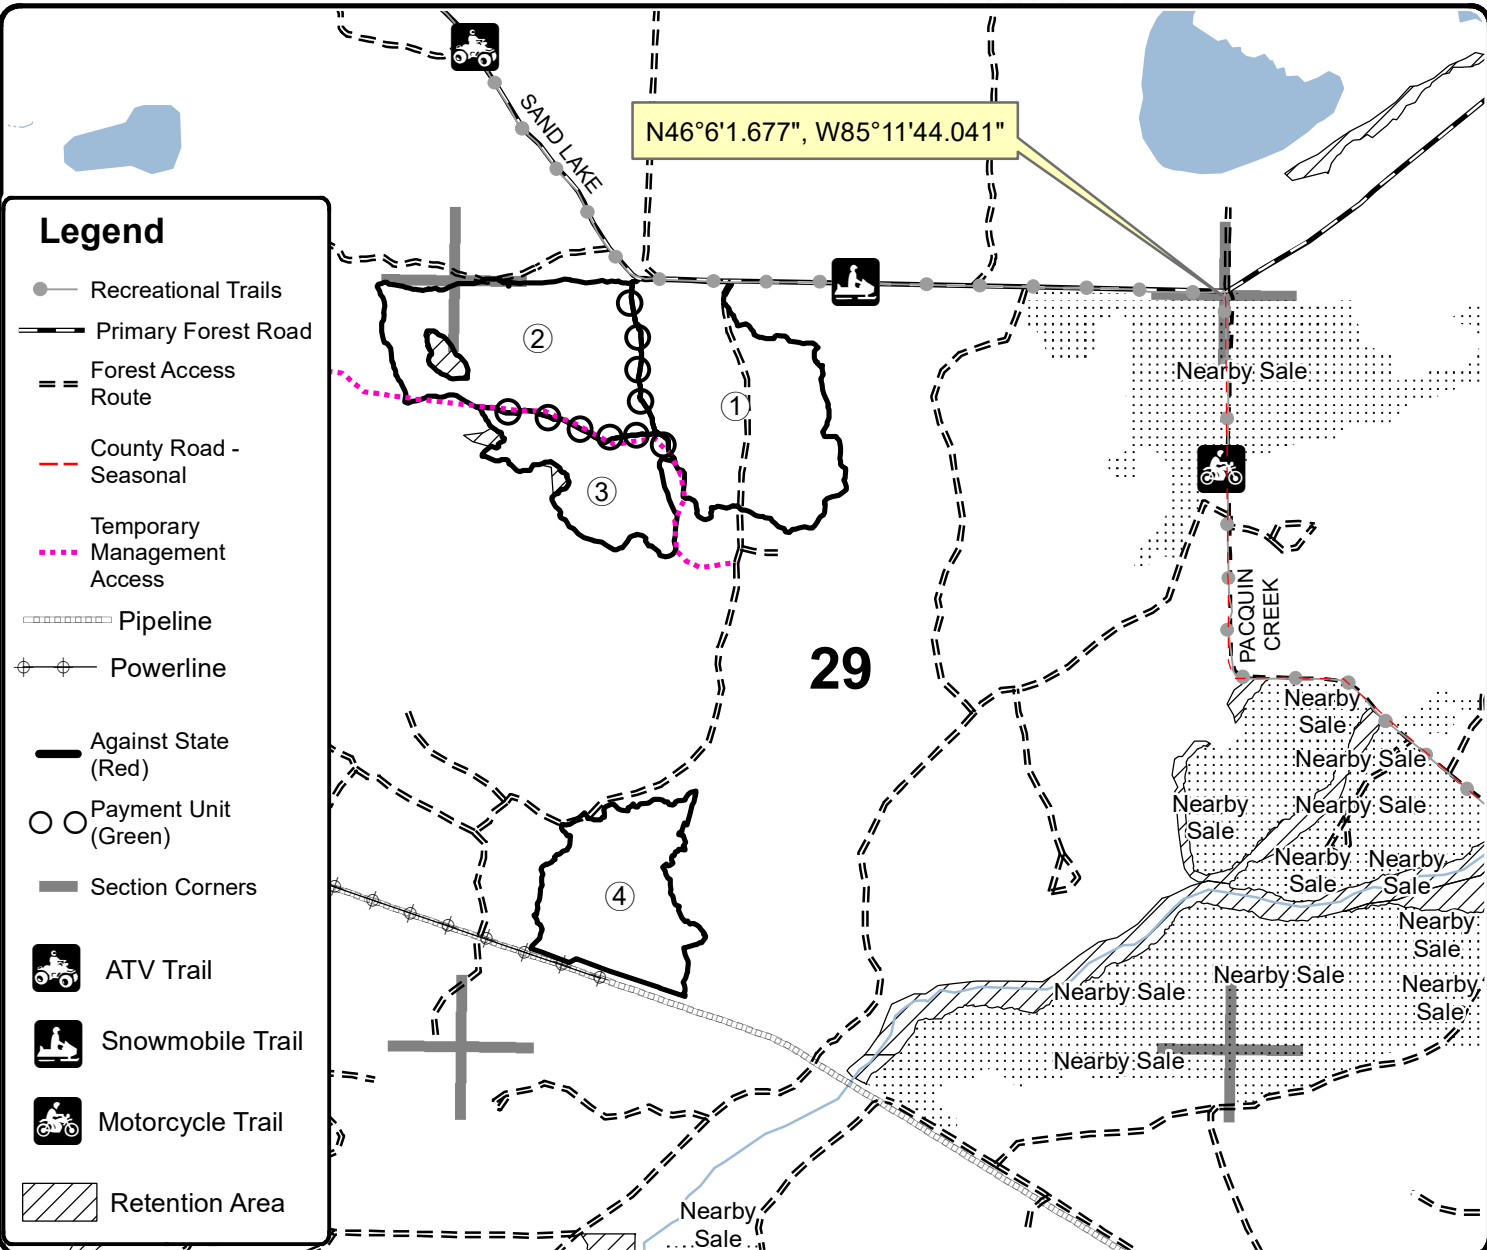 SAND LAKE
N46°6'1.677", W85°11'44.041"
Legend
Recreational Trails
Primary Forest Road
Forest Access
Route
County Road -
Seasonal
Temporary
Management
Access
Pipeline
Powerline
Against State
(Red)
Payment Unit
(Green)
Section Corners
ATV Trail
Snowmobile Trail
Motorcycle Trail
Retention Area
2
1
3
4
29
Nearby Sale
PACQUIN
CREEK
Nearby
Sale
Nearby Sale
Nearby
Sale
Nearby Sale
Nearby
Sale
Nearby
Sale
Nearby
Sale
Nearby Sale
Nearby
Sale
Nearby Sale
Nearby Sale
Nearby
Sale